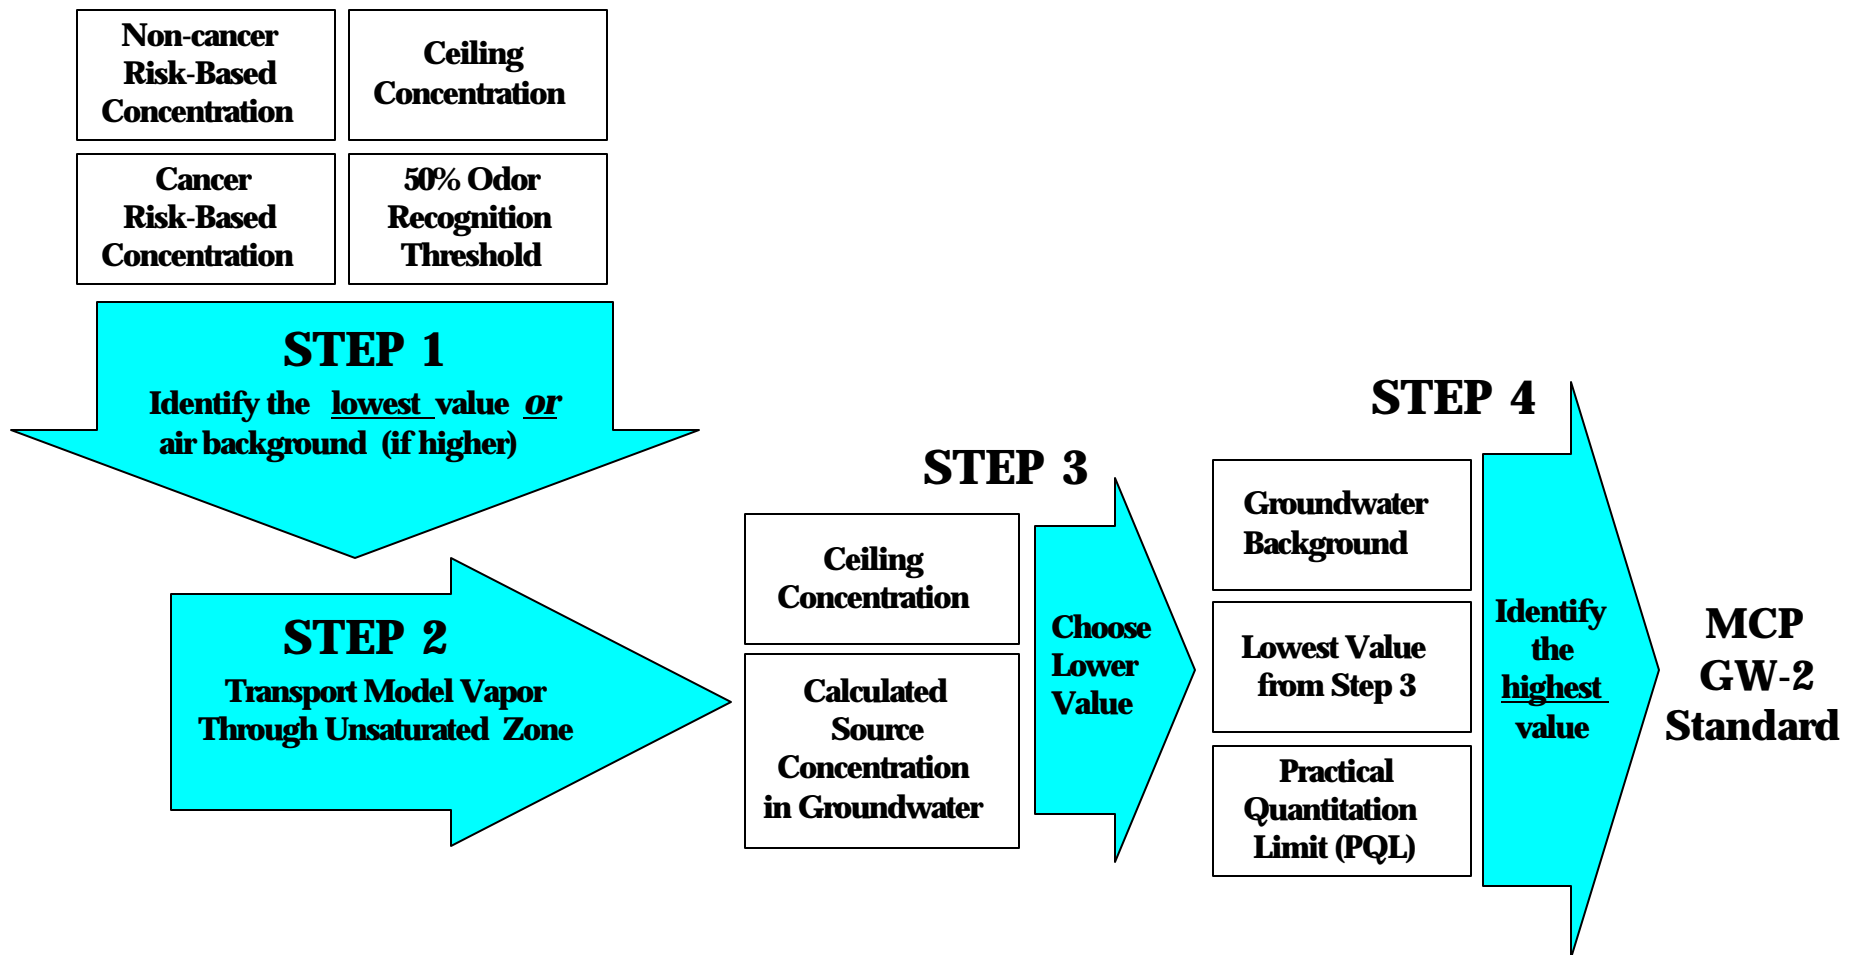 Non-cancer
Risk-Based
Concentration
Ceiling
Concentration
Cancer
Risk-Based
Concentration
50% Odor
Recognition
Threshold
STEP 1
Identify the lowest value or
air background (if higher)
STEP 2
Transport Model Vapor
Through Unsaturated Zone
STEP 3
Ceiling
Concentration
Calculated
Source
Concentration
in Groundwater
Choose
Lower
Value
STEP 4
Groundwater
Background
Lowest Value
from Step 3
Practical
Quantitation
Limit (PQL)
Identify
the
highest
value
MCP
GW-2
Standard